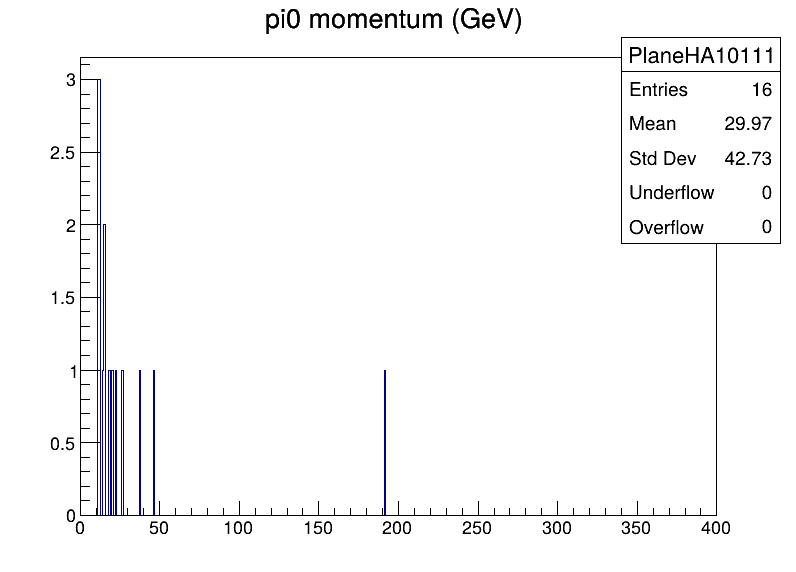 pi0 momentum (GeV)
PlaneHA10111
Entries 16
Mean 29.97
Std Dev 42.73
Underflow 0
Overflow 0
3
2.5
2
1.5
1
0.5
0
0 50 100 150 200 250 300 350 400